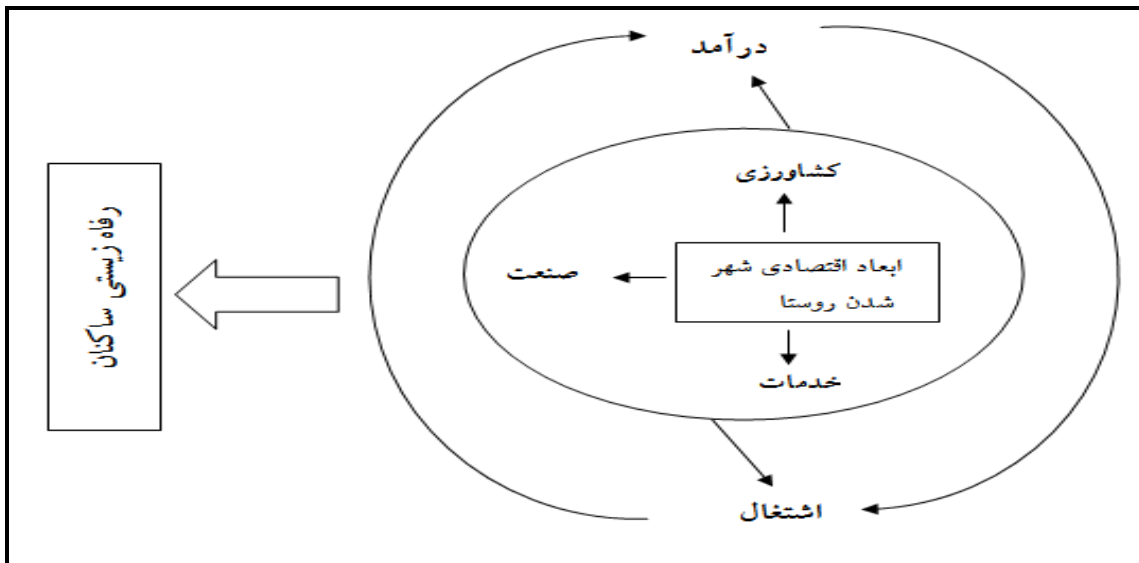 درآمد
کشاورزی
ابعاد اقتصادی شهر
شدن روستا
صنعت
خدمات
اشتغال
رفاه زیستی ساکنان